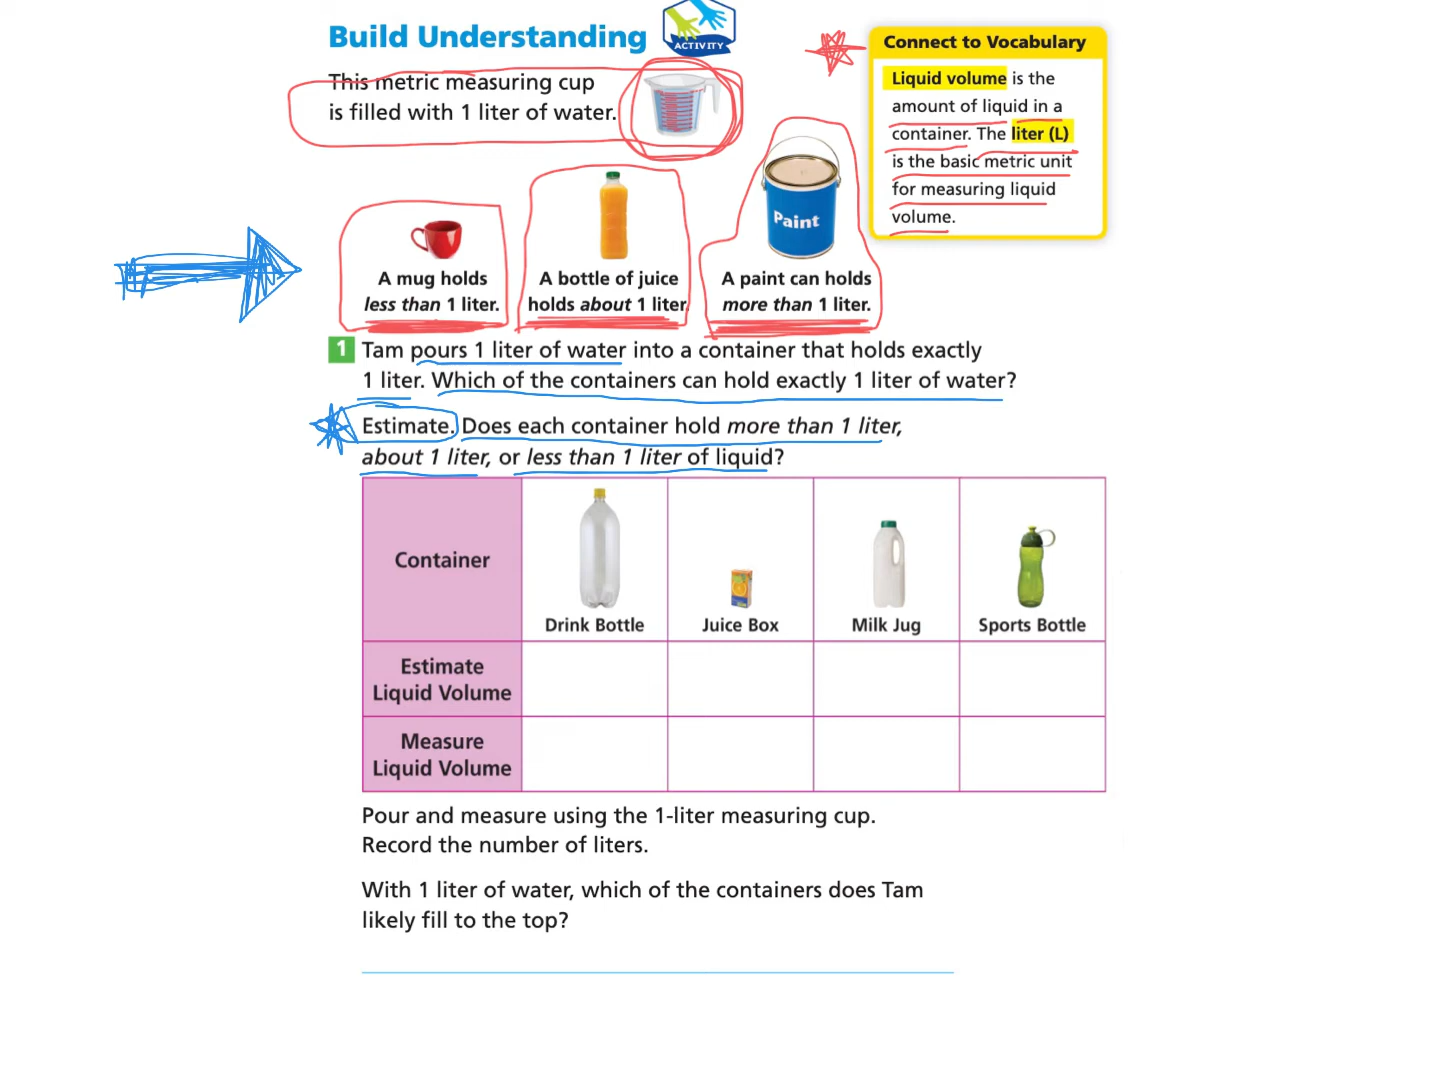 Build Understanding
ACTIVITY
This metric measuring cup
is filled with 1 liter of water.
Connect to Vocabulary
Liquid volume is the
amount of liquid in a
container. The liter (L)
is the basic metric unit
for measuring liquid
volume.
Paint
A mug holds
less than 1 liter.
A bottle of juice
holds about 1 liter.
A paint can holds
more than 1 liter.
1 Tam pours 1 liter of water into a container that holds exactly
1 liter. Which of the containers can hold exactly 1 liter of water?
Estimate. Does each container hold more than 1 liter,
about 1 liter, or less than 1 liter of liquid?
Container
Drink Bottle
Juice Box
Milk Jug
Sports Bottle
Estimate
Liquid Volume
Measure
Liquid Volume
Pour and measure using the 1-liter measuring cup.
Record the number of liters.
With 1 liter of water, which of the containers does Tam
likely fill to the top?